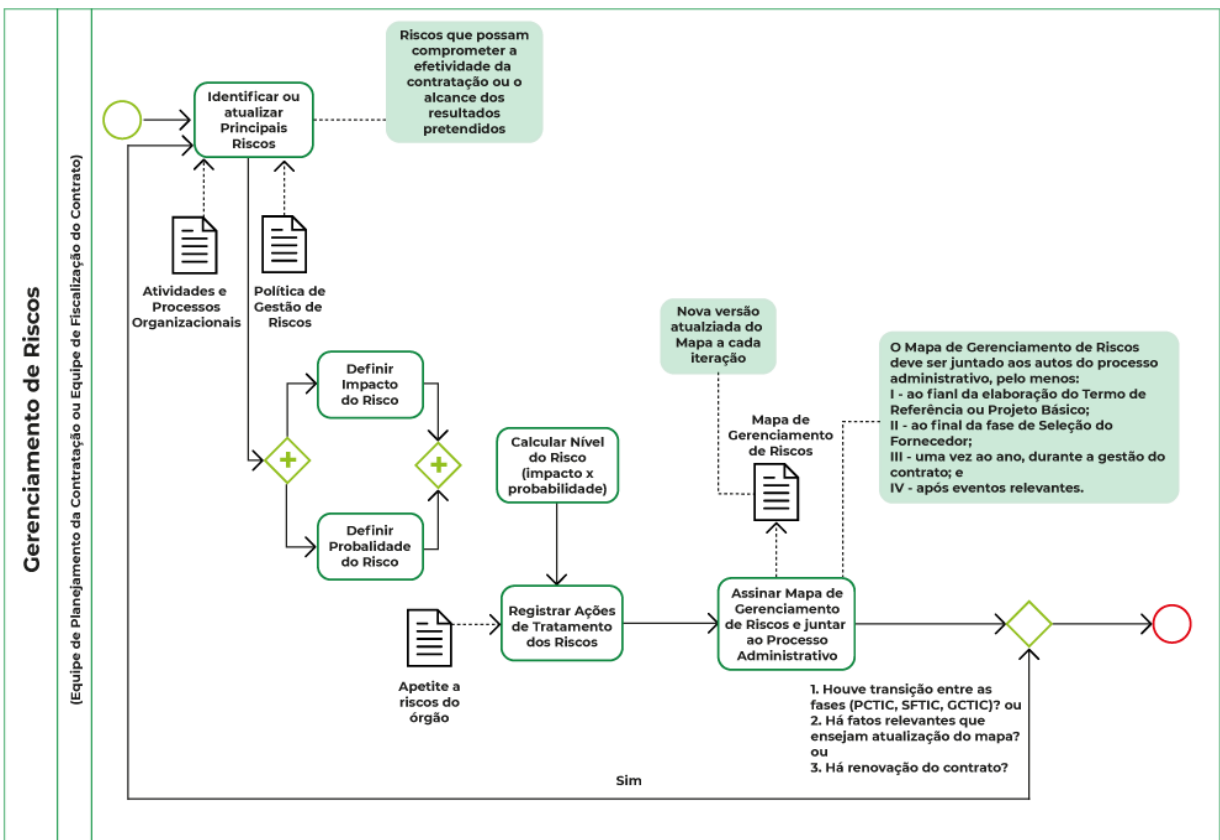 Gerenciamento de Riscos
(Equipe de Planejamento da Contratação ou Equipe de Fiscalização do Contrato)
Identificar ou
atualizar
Principais
Riscos
Riscos que possam
comprometer a
efetividade da
contratação ou o
alcance dos
resultados
pretendidos
Atividades e
Processos
Organizacionais
Política de
Gestão de
Riscos
Definir
Impacto
do Risco
Definir
Probalidade
do Risco
Calcular Nível
do Risco
(impacto x
probabilidade)
Apetite a
riscos do
órgão
Registrar Ações
de Tratamento
dos Riscos
Nova versão
atualziada do
Mapa a cada
iteração
Mapa de
Gerenciamento
de Riscos
O Mapa de Gerenciamento de Riscos
deve ser juntado aos autos do processo
administrativo, pelo menos:
I - ao fianl da elaboração do Termo de
Referência ou Projeto Básico;
II - ao final da fase de Seleção do
Fornecedor;
III - uma vez ao ano, durante a gestão do
contrato; e
IV - após eventos relevantes.
Assinar Mapa de
Gerenciamento
de Riscos e juntar
ao Processo
Administrativo
1. Houve transição entre as
fases (PCTIC, SFTIC, GCTIC)? ou
2. Há fatos relevantes que
ensejam atualização do mapa?
ou
3. Há renovação do contrato?
Sim